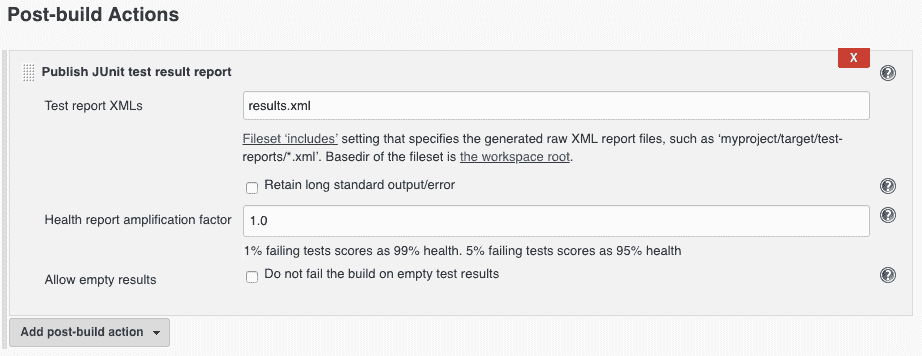 Post-build Actions
X
Publish JUnit test result report
Test report XMLs
results.xml
Fileset ‘includes’ setting that specifies the generated raw XML report files, such as ‘myproject/target/test-
reports/*.xml’. Basedir of the fileset is the workspace root.
Retain long standard output/error
Health report amplification factor
1.0
1% failing tests scores as 99% health. 5% failing tests scores as 95% health
Allow empty results
Do not fail the build on empty test results
Add post-build action